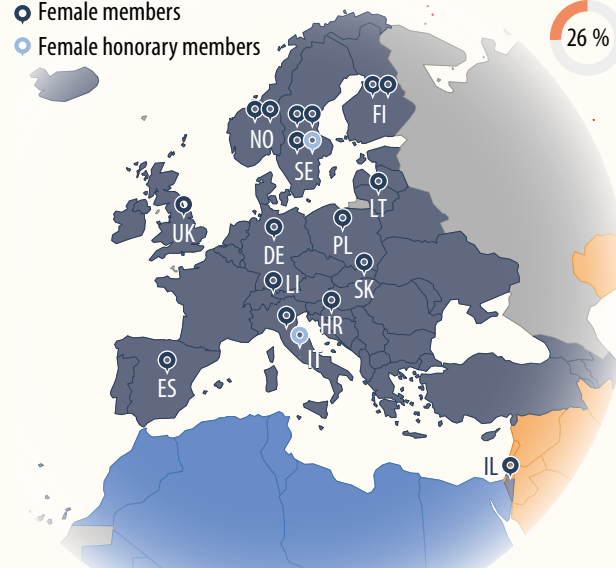 Female members
Female honorary members
26 %
FI
NO
SE
LT
UK
PL
DE
SK
LI
HR
IT
ES
IL